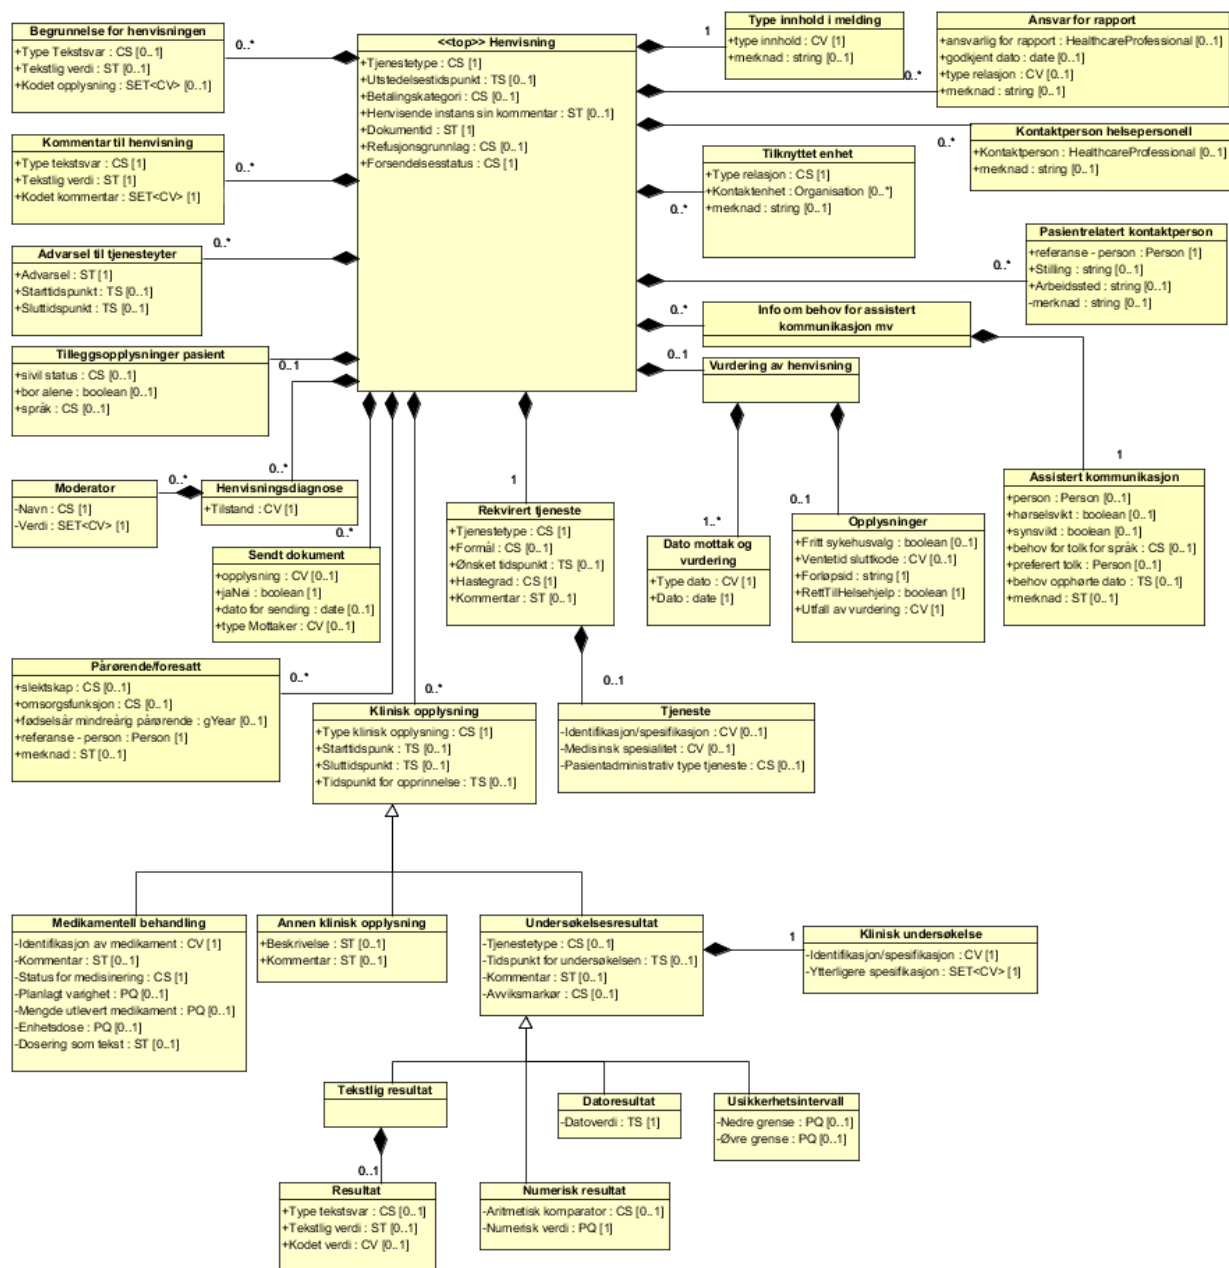 Begrunnelse for henvisningen
+Type Tekstsvar : CS [0..1]
+Tekstlig verdi : ST [0..1]
+Kodet opplysning : SET<CV> [0..1]
0..*
<<top>> Henvisning
+Tjenestetype : CS [1]
+Utstedelsestidspunkt : TS [0..1]
+Betalingskategori : CS [0..1]
+Henvisende instans sin kommentar : ST [0..1]
+Dokumentid : ST [1]
+Refusjonsgrunnlag : CS [0..1]
+Forsendelsesstatus : CS [1]
1
Type innhold i melding
+type innhold : CV [1]
+merknad : string [0..1]
0..*
Ansvar for rapport
+ansvarlig for rapport : HealthcareProfessional [0..1]
+godkjent dato : date [0..1]
+type relasjon : CV [0..1]
+merknad : string [0..1]
Kommentar til henvisning
+Type tekstsvar : CS [1]
+Tekstlig verdi : ST [1]
+Kodet kommentar : SET<CV> [1]
0..*
0..*
Kontaktperson helsepersonell
+Kontaktperson : HealthcareProfessional [0..1]
+merknad : string [0..1]
Tilknyttet enhet
+Type relasjon : CS [1]
+Kontaktenhet : Organisation [0..*]
+merknad : string [0..1]
0..*
Advarsel til tjenesteyter
+Advarsel : ST [1]
+Starttidspunkt : TS [0..1]
+Sluttidspunkt : TS [0..1]
0..*
Pasientrelatert kontaktperson
+referanse - person : Person [1]
+Stilling : string [0..1]
+Arbeidssted : string [0..1]
-merknad : string [0..1]
0..*
0..*
Info om behov for assistert
kommunikasjon mv
Tilleggsopplysninger pasient
+sivil status : CS [0..1]
+bor alene : boolean [0..1]
+språk : CS [0..1]
0..1
0..1
Vurdering av henvisning
Moderator
-Navn : CS [1]
-Verdi : SET<CV> [1]
0..*
0..*
Henvisningsdiagnose
+Tilstand : CV [1]
0..*
Sendt dokument
+opplysning : CV [0..1]
+jaNei : boolean [1]
+dato for sending : date [0..1]
+type Mottaker : CV [0..1]
1
Rekvirert tjeneste
+Tjenestetype : CS [1]
+Formål : CS [0..1]
+Ønsket tidspunkt : TS [0..1]
+Hastegrad : CS [1]
+Kommentar : ST [0..1]
1..*
Dato mottak og
vurdering
+Type dato : CV [1]
+Dato : date [1]
0..1
Opplysninger
+Fritt sykehusvalg : boolean [0..1]
+Ventetid sluttkode : CV [0..1]
+Forløpsid : string [1]
+RettTilHelsehjelp : boolean [1]
+Utfall av vurdering : CV [1]
1
Assistert kommunikasjon
+person : Person [0..1]
+hørselsvikt : boolean [0..1]
+synsvikt : boolean [0..1]
+behov for tolk for språk : CS [0..1]
+preferert tolk : Person [0..1]
+behov opphørte dato : TS [0..1]
+merknad : ST [0..1]
Pårørende/foresatt
+slektskap : CS [0..1]
+omsorgsfunksjon : CS [0..1]
+fødselsår mindreårig pårørende : gYear [0..1]
+referanse - person : Person [1]
+merknad : ST [0..1]
0..*
0..*
Klinisk opplysning
+Type klinisk opplysning : CS [1]
+Starttidspunk : TS [0..1]
+Sluttidspunkt : TS [0..1]
+Tidspunkt for opprinnelse : TS [0..1]
0..1
Tjeneste
-Identifikasjon/spesifikasjon : CV [0..1]
-Medisinsk spesialitet : CV [0..1]
-Pasientadministrativ type tjeneste : CS [0..1]
Medikamentell behandling
-Identifikasjon av medikament : CV [1]
-Kommentar : ST [0..1]
-Status for medisinering : CS [1]
-Planlagt varighet : PQ [0..1]
-Mengde utlevert medikament : PQ [0..1]
-Enhetsdose : PQ [0..1]
-Dosering som tekst : ST [0..1]
Annen klinisk opplysning
+Beskrivelse : ST [0..1]
+Kommentar : ST [0..1]
Undersøkelsesresultat
-Tjenestetype : CS [0..1]
-Tidspunkt for undersøkelsen : TS [0..1]
-Kommentar : ST [0..1]
-Avviksmarkør : CS [0..1]
1
Klinisk undersøkelse
-Identifikasjon/spesifikasjon : CV [1]
-Ytterligere spesifikasjon : SET<CV> [1]
Tekstlig resultat
Datoresultat
-Datoverdi : TS [1]
Usikkerhetsintervall
-Nedre grense : PQ [0..1]
-Øvre grense : PQ [0..1]
0..1
Resultat
+Type tekstsvar : CS [0..1]
+Tekstlig verdi : ST [0..1]
+Kodet verdi : CV [0..1]
Numerisk resultat
-Aritmetisk komparator : CS [0..1]
-Numerisk verdi : PQ [1]